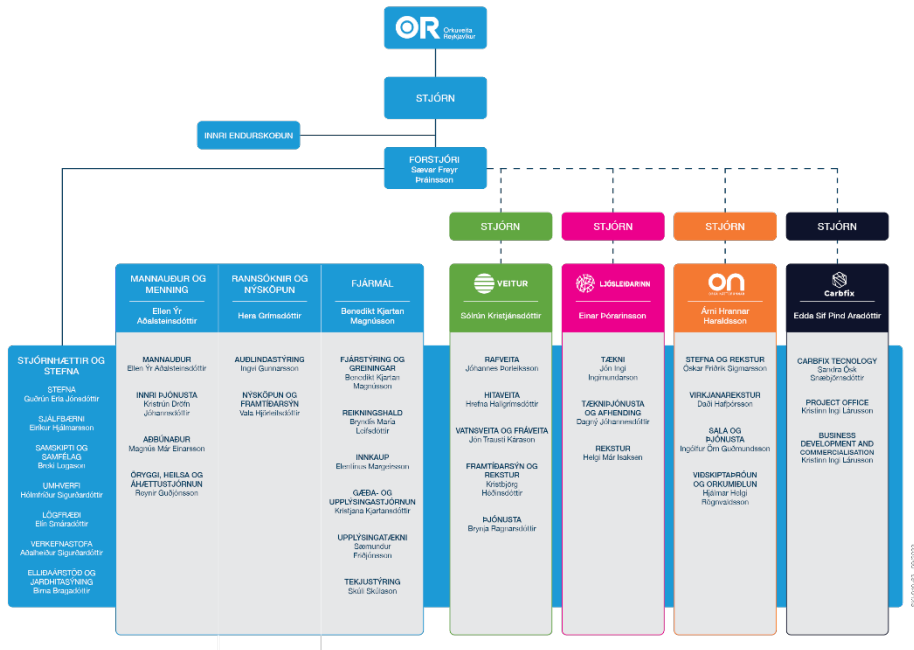 OR Orkuveita
Reykjavíkur
STJÓRN
INNRI ENDURSKOÐUN
FORSTJÓRI
Sævar Freyr
Þráinsson
STJÓRN
STJÓRN
STJÓRN
STJÓRN
MANNAUÐUR OG
MENNING
Ellen Ýr
Aðalsteinsdóttir
RANNSÓKNIR OG
NÝSKÖPUN
Hera Grímsdóttir
FJÁRMÁL
Benedikt Kjartan
Magnússon
VEITUR
Sólrún Kristjánsdóttir
LJÓSLEIÐARINN
Einar Þórarinsson
ON
Árni Hrannar
Haraldsson
Carbfix
Edda Sif Pind Aradóttir
STJÓRNHÆTTIR OG
STEFNA
STEFNA
Guðrún Erla Jónsdóttir
SJÁLFBÆRNI
Eiríkur Hjálmarsson
SAMSKIPTI OG
SAMFÉLAG
Breki Logason
UMHVERFI
Hólmfríður Sigurðardóttir
LÖGFRÆÐI
Elín Smáradóttir
VERKEFNASTOFA
Aðalheiður Sigurðardóttir
ELLIÐAÁRSTÖÐ OG
JARÐHITASÝNING
Birna Bragadóttir
MANNAUÐUR
Ellen Ýr Aðalsteinsdóttir
INNRI ÞJÓNUSTA
Kristrún Dröfn
Jóhannsdóttir
AÐBÚNAÐUR
Magnús Már Einarsson
ÖRYGGI, HEILSA OG
ÁHÆTTUSTJÓRNUN
Reynir Guðjónsson
AUÐLINDASTÝRING
Ingvi Gunnarsson
NÝSKÖPUN OG
FRAMTÍÐARSÝN
Vala Hjörleifsdóttir
FJÁRSTÝRING OG
GREININGAR
Benedikt Kjartan
Magnússon
REIKNINGSHALD
Bryndís María
Leifsdóttir
INNKAUP
Elentínus Margeirsson
GÆÐA- OG
UPPLÝSINGASTJÓRNUN
Kristjana Kjartansdóttir
UPPLÝSINGATÆKNI
Sæmundur
Friðjónsson
TEKJUSTÝRING
Skúli Skúlason
RAFVEITA
Jóhannes Þorleiksson
HITAVEITA
Hrefna Hallgrímsdóttir
VATNSVEITA OG FRÁVEITA
Jón Trausti Kárason
FRAMTÍÐARSÝN OG
REKSTUR
Kristbjörg
Héðinsdóttir
ÞJÓNUSTA
Brynja Ragnarsdóttir
TÆKNI
Jón Ingi
Ingimundarson
TÆKNIÞJÓNUSTA
OG AFHENDING
Dagný Jóhannesdóttir
REKSTUR
Helgi Már Ísaksen
STEFNA OG REKSTUR
Óskar Friðrik Sigmarsson
VIRKJANAREKSTUR
Daði Hafþórsson
SALA OG
ÞJÓNUSTA
Ingólfur Örn Guðmundsson
VIÐSKIPTAÞRÓUN
OG ORKUMIÐLUN
Hjálmar Helgi
Rögnvaldsson
CARBFIX TECNOLOGY
Sandra Ósk
Snæbjörnsdóttir
PROJECT OFFICE
Kristinn Ingi Lárusson
BUSINESS
DEVELOPMENT AND
COMMERCIALISATION
Kristinn Ingi Lárusson